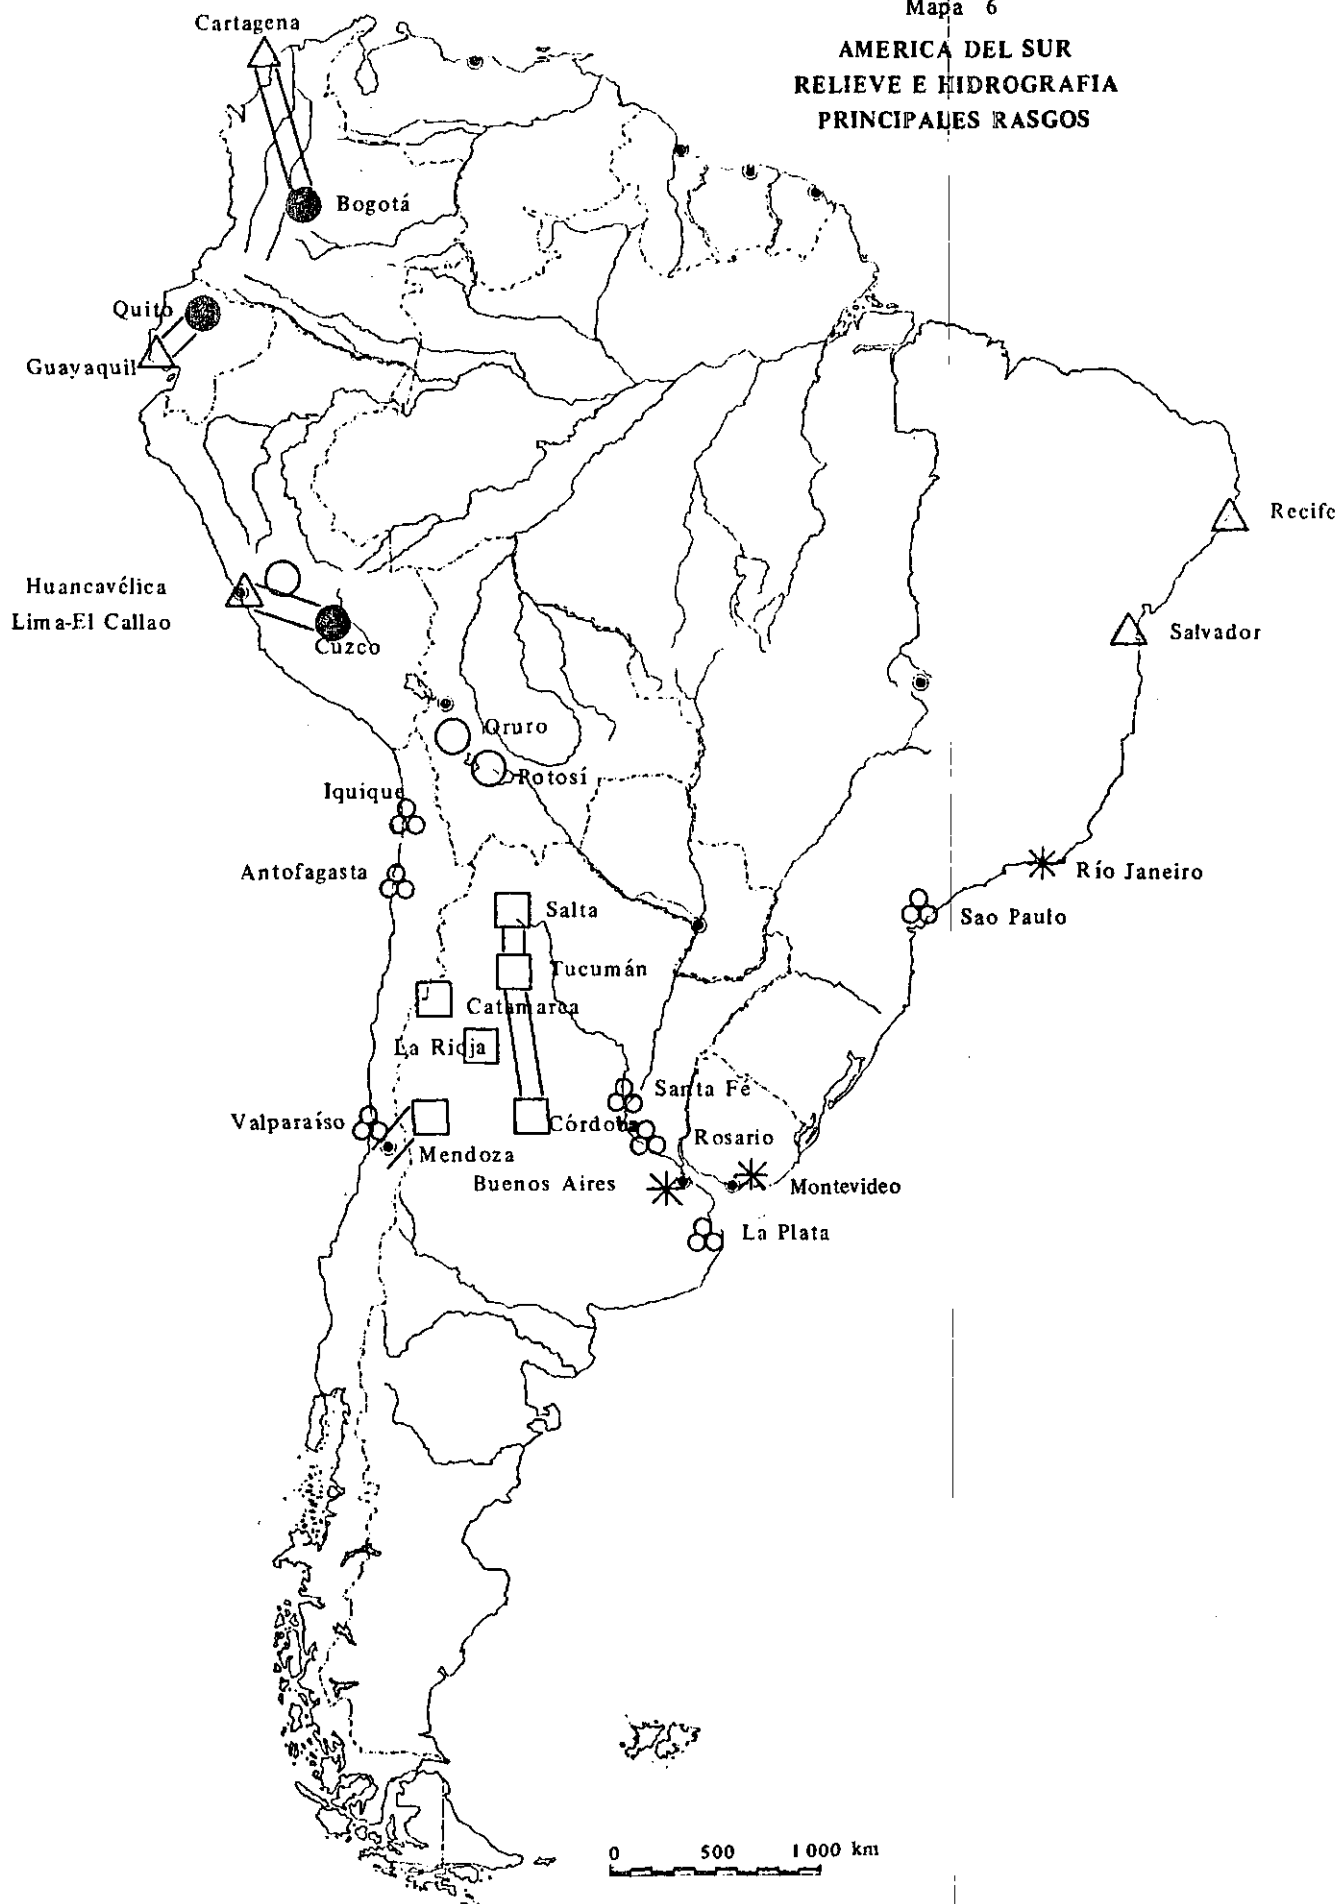 Mapa 6
AMERICA DEL SUR
RELIEVE E HIDROGRAFIA
PRINCIPALES RASGOS
Cartagena
Bogotá
Quito
Guayaquil
Recife
Huancavélica
Lima-El Callao
Salvador
Cuzco
Oruro
Potosí
Iquique
Antofagasta
Río Janeiro
Salta
Sao Paulo
Tucumán
Catamarca
La Rioja
Santa Fé
Valparaíso
Córdoba
Rosario
Mendoza
Buenos Aires
Montevideo
La Plata
0 500 1 000 km